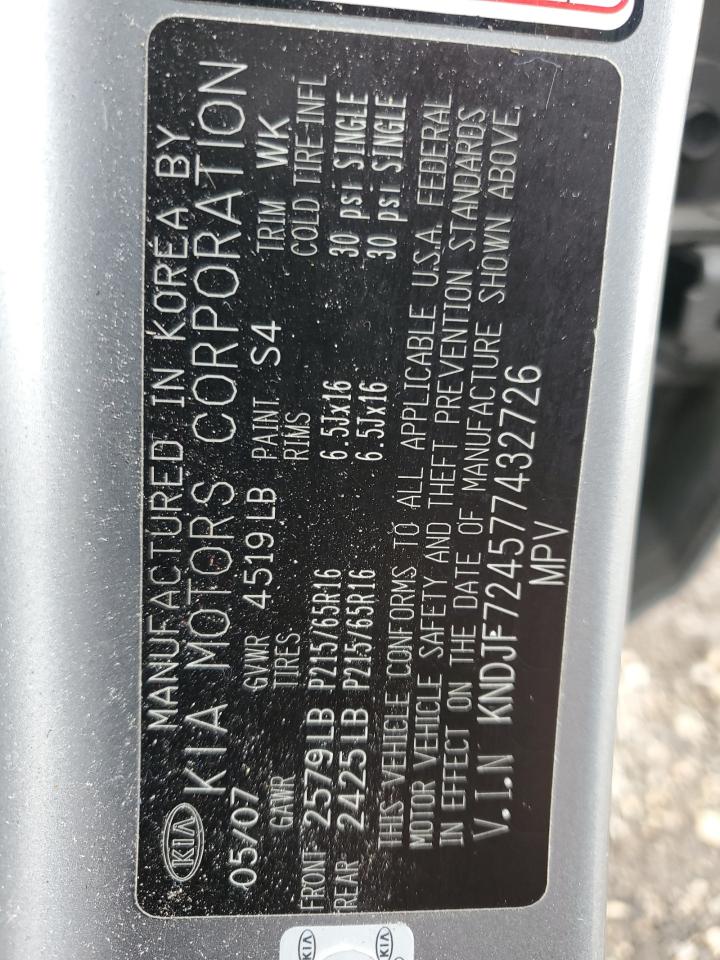 KIA
MANUFACTURED IN KOREA BY
KIA MOTORS CORPORATION
05/07 GVWR 4519LB PAINT S4 TRIM WK
GAWR TIRES RIMS COLD TIRE INFL
FRONT 2579LB P215/65R16 6.5Jx16 30 psi SINGLE
REAR 2425LB P215/65R16 6.5Jx16 30 psi SINGLE
THIS VEHICLE CONFORMS TO ALL APPLICABLE U.S.A. FEDERAL
MOTOR VEHICLE SAFETY AND THEFT PREVENTION STANDARDS
IN EFFECT ON THE DATE OF MANUFACTURE SHOWN ABOVE.
V.I.N KNDJF724577432726
MPV
KIA KIA